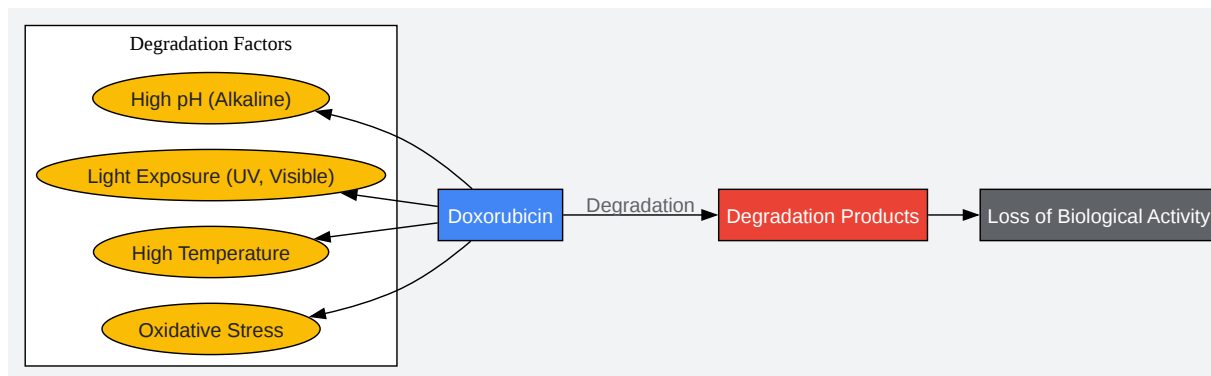 Degradation Factors
High pH (Alkaline)
Light Exposure (UV, Visible)
High Temperature
Oxidative Stress
Doxorubicin
Degradation
Degradation Products
Loss of Biological Activity